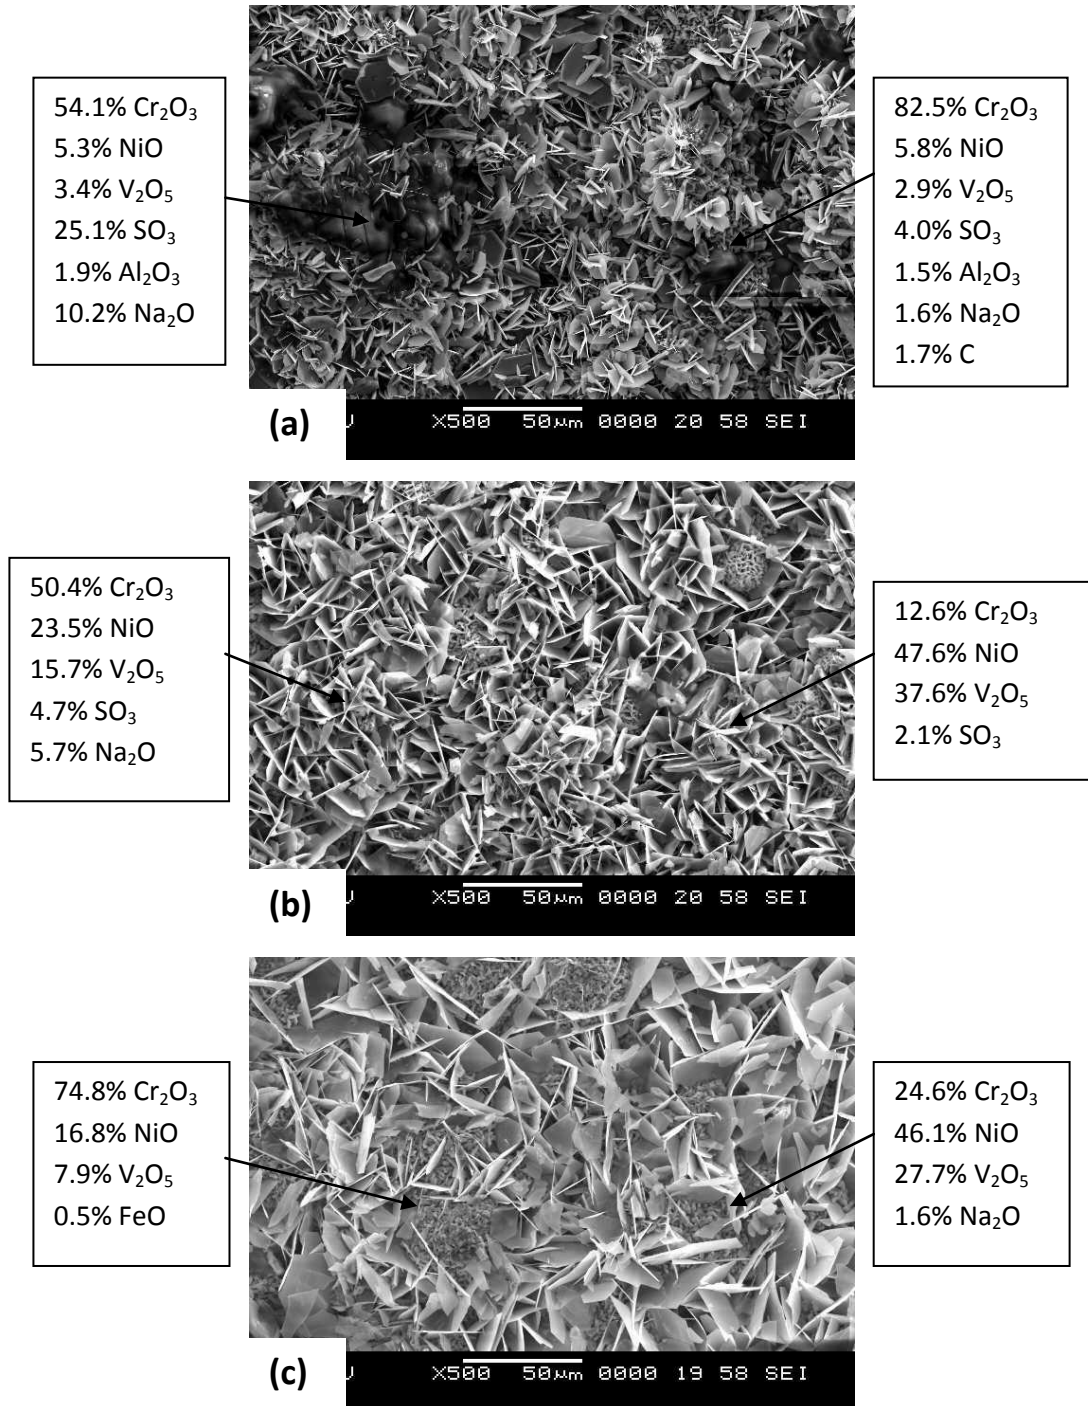 54.1% Cr₂O₃
5.3% NiO
3.4% V₂O₅
25.1% SO₃
1.9% Al₂O₃
10.2% Na₂O
82.5% Cr₂O₃
5.8% NiO
2.9% V₂O₅
4.0% SO₃
1.5% Al₂O₃
1.6% Na₂O
1.7% C
(a)
X500 50µm 0000 20 58 SEI
50.4% Cr₂O₃
23.5% NiO
15.7% V₂O₅
4.7% SO₃
5.7% Na₂O
12.6% Cr₂O₃
47.6% NiO
37.6% V₂O₅
2.1% SO₃
(b)
X500 50µm 0000 20 58 SEI
74.8% Cr₂O₃
16.8% NiO
7.9% V₂O₅
0.5% FeO
24.6% Cr₂O₃
46.1% NiO
27.7% V₂O₅
1.6% Na₂O
(c)
X500 50µm 0000 19 58 SEI